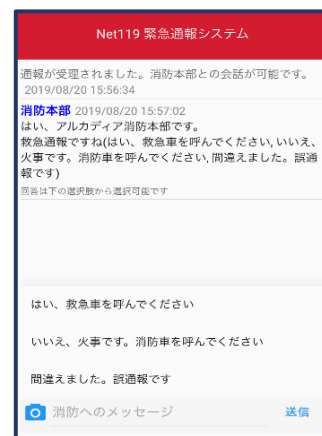 Net119 緊急通報システム
通報が受理されました。消防本部との会話が可能です。
2019/08/20 15:56:34
消防本部 2019/08/20 15:57:02
はい、アルカディア消防本部です。
救急通報ですね(はい、救急車を呼んでください, いいえ、
火事です。消防車を呼んでください, 間違えました。誤通
報です)
回答は下の選択肢から選択可能です
はい、救急車を呼んでください
いいえ、火事です。消防車を呼んでください
間違えました。誤通報です
消防へのメッセージ 送信